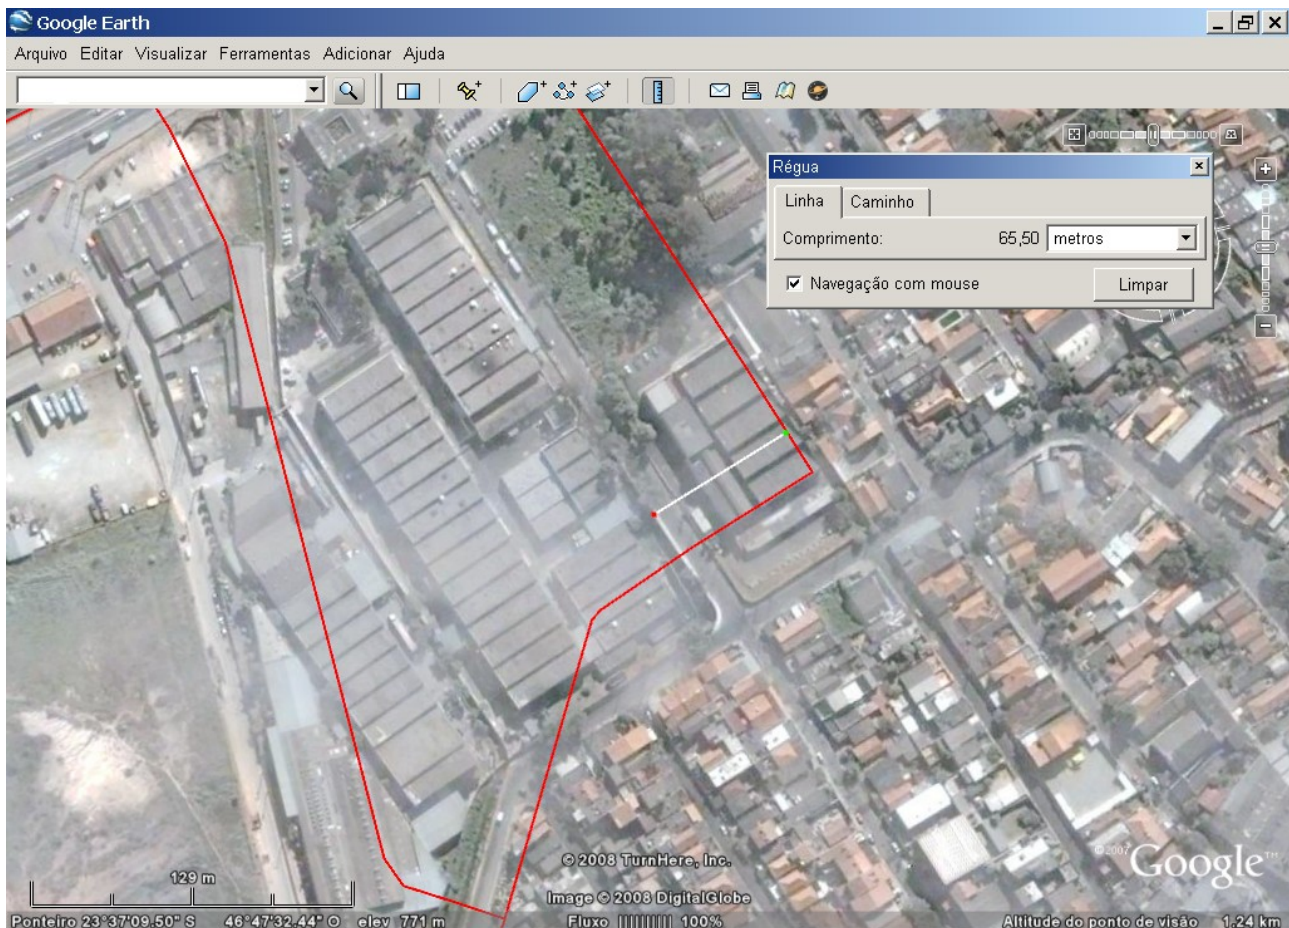 Google Earth
Arquivo Editar Visualizar Ferramentas Adicionar Ajuda
Régua
Linha Caminho
Comprimento: 65,50 metros
Navegação com mouse Limpar
© 2008 TurnHere, Inc.
©2007 Google™
129 m
Image © 2008 DigitalGlobe
Ponteiro 23°37'09.50" S 46°47'32.44" O elev 771 m Fluxo |||||||||| 100% Altitude do ponto de visão 1.24 km